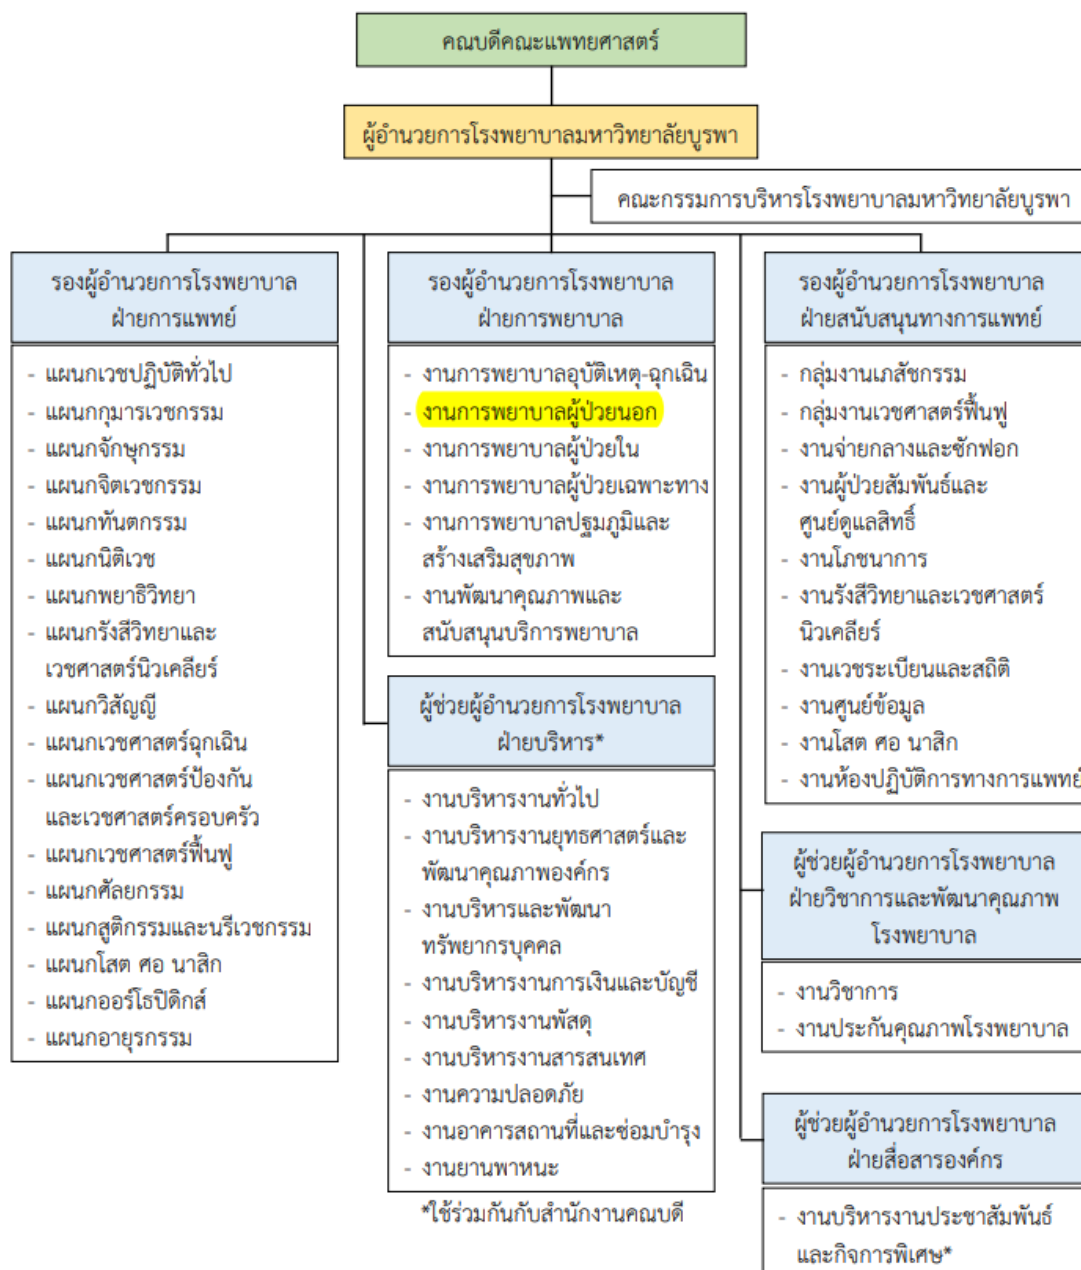 คณบดีคณะแพทยศาสตร์
ผู้อำนวยการโรงพยาบาลมหาวิทยาลัยบูรพา
คณะกรรมการบริหารโรงพยาบาลมหาวิทยาลัยบูรพา
รองผู้อำนวยการโรงพยาบาล
ฝ่ายการแพทย์
- แผนกเวชปฏิบัติทั่วไป
- แผนกกุมารเวชกรรม
- แผนกจักษุกรรม
- แผนกจิตเวชกรรม
- แผนกทันตกรรม
- แผนกนิติเวช
- แผนกพยาธิวิทยา
- แผนกรังสีวิทยาและ
เวชศาสตร์นิวเคลียร์
- แผนกวิสัญญี
- แผนกเวชศาสตร์ฉุกเฉิน
- แผนกเวชศาสตร์ป้องกัน
และเวชศาสตร์ครอบครัว
- แผนกเวชศาสตร์ฟื้นฟู
- แผนกศัลยกรรม
- แผนกสูติกรรมและนรีเวชกรรม
- แผนกโสต ศอ นาสิก
- แผนกออร์โธปิดิกส์
- แผนกอายุรกรรม
รองผู้อำนวยการโรงพยาบาล
ฝ่ายการพยาบาล
- งานการพยาบาลอุบัติเหตุ-ฉุกเฉิน
- งานการพยาบาลผู้ป่วยนอก
- งานการพยาบาลผู้ป่วยใน
- งานการพยาบาลผู้ป่วยเฉพาะทาง
- งานการพยาบาลปฐมภูมิและ
สร้างเสริมสุขภาพ
- งานพัฒนาคุณภาพและ
สนับสนุนบริการพยาบาล
ผู้ช่วยผู้อำนวยการโรงพยาบาล
ฝ่ายบริหาร*
- งานบริหารงานทั่วไป
- งานบริหารงานยุทธศาสตร์และ
พัฒนาคุณภาพองค์กร
- งานบริหารและพัฒนา
ทรัพยากรบุคคล
- งานบริหารงานการเงินและบัญชี
- งานบริหารงานพัสดุ
- งานบริหารงานสารสนเทศ
- งานความปลอดภัย
- งานอาคารสถานที่และซ่อมบำรุง
- งานยานพาหนะ
*ใช้ร่วมกันกับสำนักงานคณบดี
รองผู้อำนวยการโรงพยาบาล
ฝ่ายสนับสนุนทางการแพทย์
- กลุ่มงานเภสัชกรรม
- กลุ่มงานเวชศาสตร์ฟื้นฟู
- งานจ่ายกลางและซักฟอก
- งานผู้ป่วยสัมพันธ์และ
ศูนย์ดูแลสิทธิ์
- งานโภชนาการ
- งานรังสีวิทยาและเวชศาสตร์
นิวเคลียร์
- งานเวชระเบียนและสถิติ
- งานศูนย์ข้อมูล
- งานโสต ศอ นาสิก
- งานห้องปฏิบัติการทางการแพทย์
ผู้ช่วยผู้อำนวยการโรงพยาบาล
ฝ่ายวิชาการและพัฒนาคุณภาพ
โรงพยาบาล
- งานวิชาการ
- งานประกันคุณภาพโรงพยาบาล
ผู้ช่วยผู้อำนวยการโรงพยาบาล
ฝ่ายสื่อสารองค์กร
- งานบริหารงานประชาสัมพันธ์
และกิจการพิเศษ*